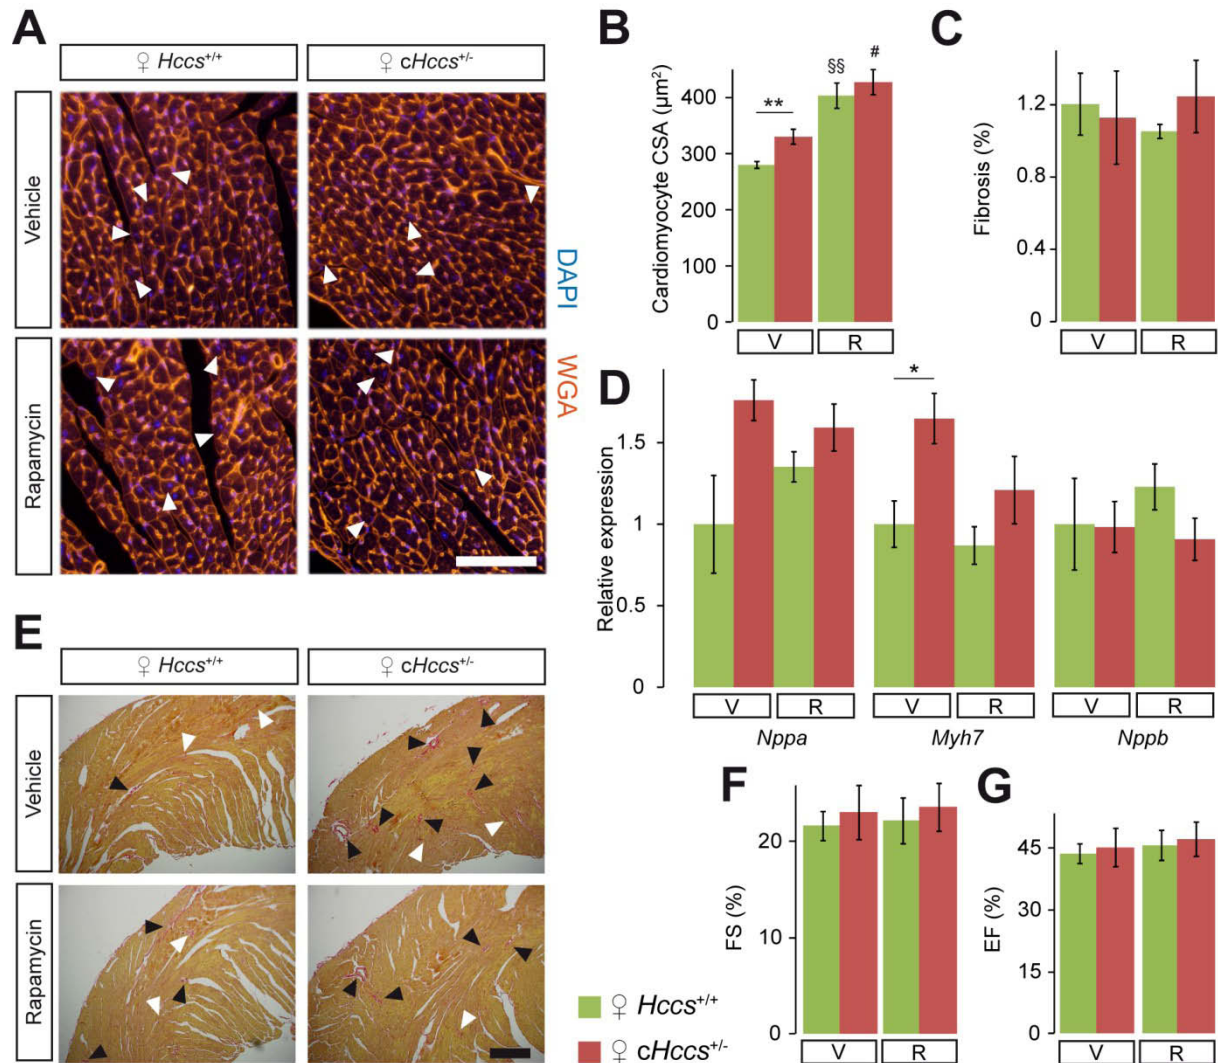 A
♀ Hccs+/+
♀ cHccs+/-
Vehicle
Rapamycin
DAPI
WGA
B
Cardiomyocyte CSA (µm²)
400
300
200
100
0
**
§§
#
V
R
C
Fibrosis (%)
1.2
0.8
0.4
0
V
R
D
Relative expression
1.5
1
0.5
0
*
V
R
V
R
V
R
Nppa
Myh7
Nppb
E
♀ Hccs+/+
♀ cHccs+/-
Vehicle
Rapamycin
F
FS (%)
20
10
0
V
R
G
EF (%)
45
30
15
0
V
R
♀ Hccs+/+
♀ cHccs+/-